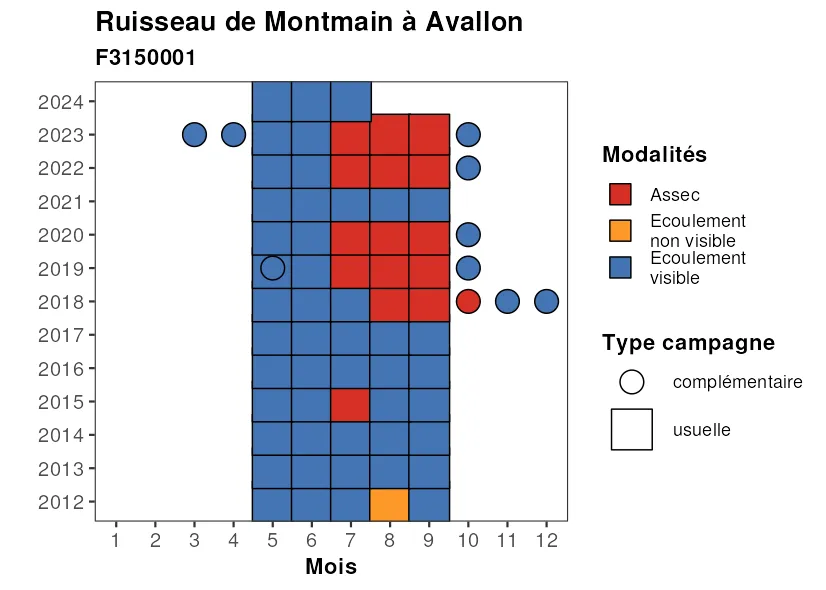 Ruisseau de Montmain à Avallon
F3150001
2024
2023
2022
2021
2020
2019
2018
2017
2016
2015
2014
2013
2012
1 2 3 4 5 6 7 8 9 10 11 12
Mois
Modalités
Assec
Ecoulement
non visible
Ecoulement
visible
Type campagne
complémentaire
usuelle